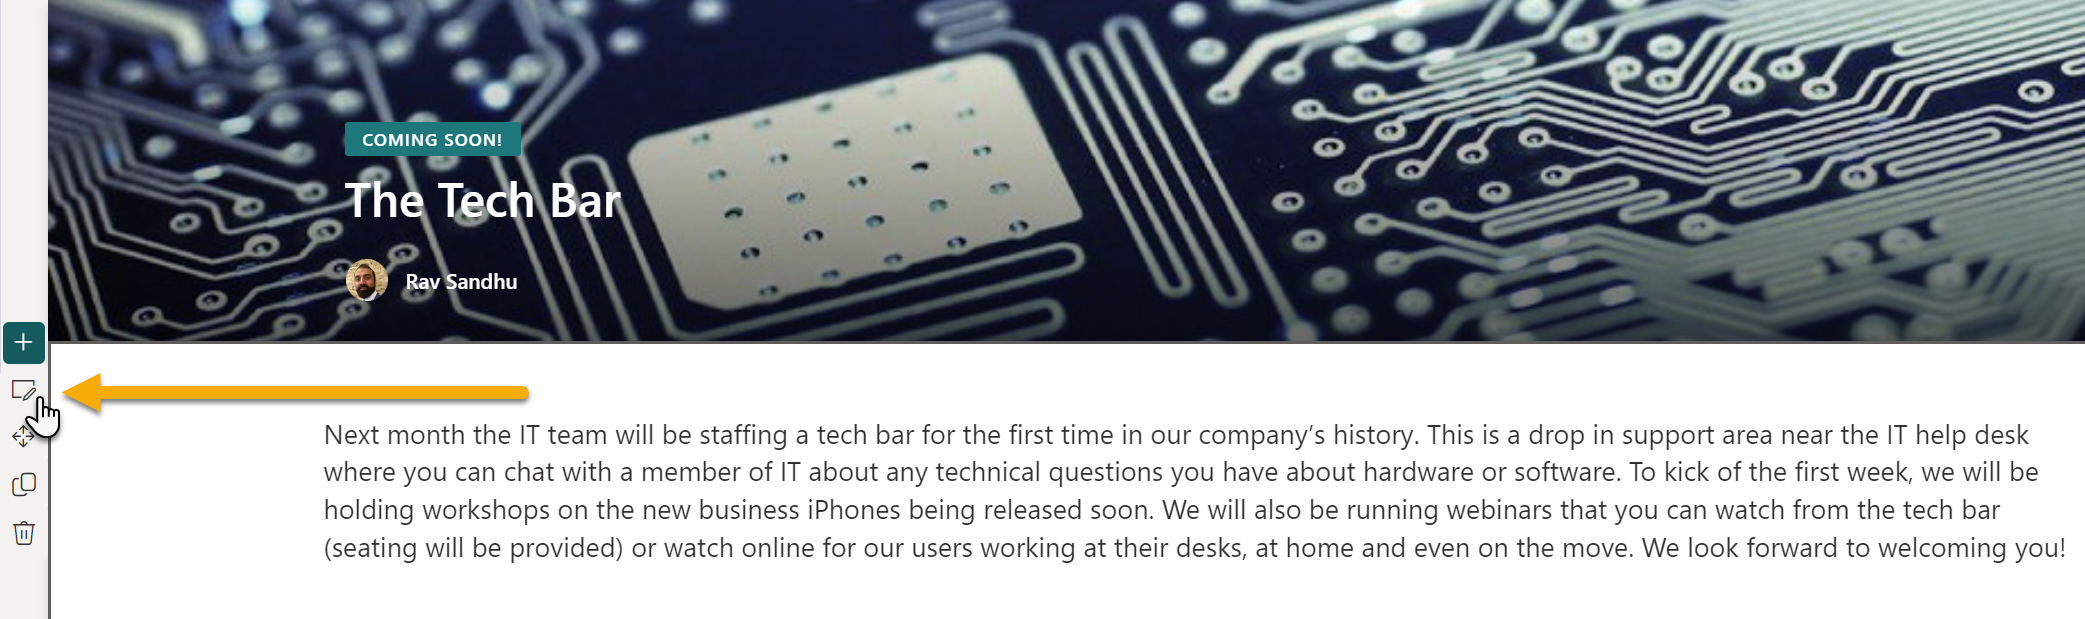 COMING SOON!
The Tech Bar
Rav Sandhu
Next month the IT team will be staffing a tech bar for the first time in our company’s history. This is a drop in support area near the IT help desk
where you can chat with a member of IT about any technical questions you have about hardware or software. To kick of the first week, we will be
holding workshops on the new business iPhones being released soon. We will also be running webinars that you can watch from the tech bar
(seating will be provided) or watch online for our users working at their desks, at home and even on the move. We look forward to welcoming you!